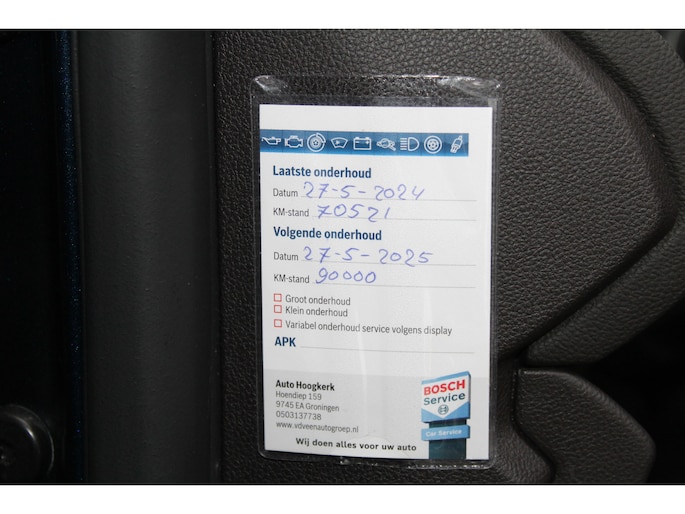 Laatste onderhoud
Datum 27-5-2024
KM-stand 70521
Volgende onderhoud
Datum 27-5-2025
KM-stand 90000
Groot onderhoud
Klein onderhoud
Variabel onderhoud service volgens display
APK
Auto Hoogkerk
Hoendiep 159
9745 EA Groningen
0503137738
www.vdveenautogroep.nl
BOSCH
Service
Car Service
Wij doen alles voor uw auto